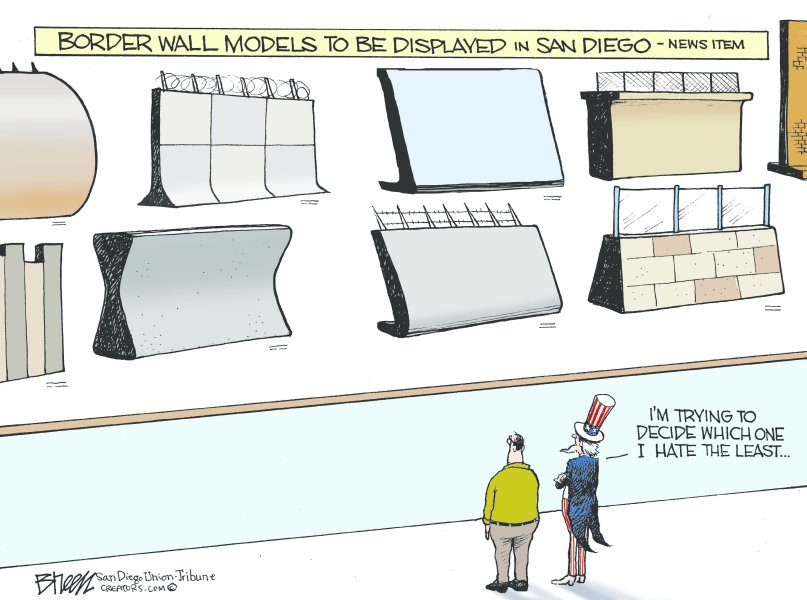 BORDER WALL MODELS TO BE DISPLAYED IN SAN DIEGO - NEWS ITEM
I'M TRYING TO
DECIDE WHICH ONE
I HATE THE LEAST...
Breen San Diego Union-Tribune
CREATORS.COM ©